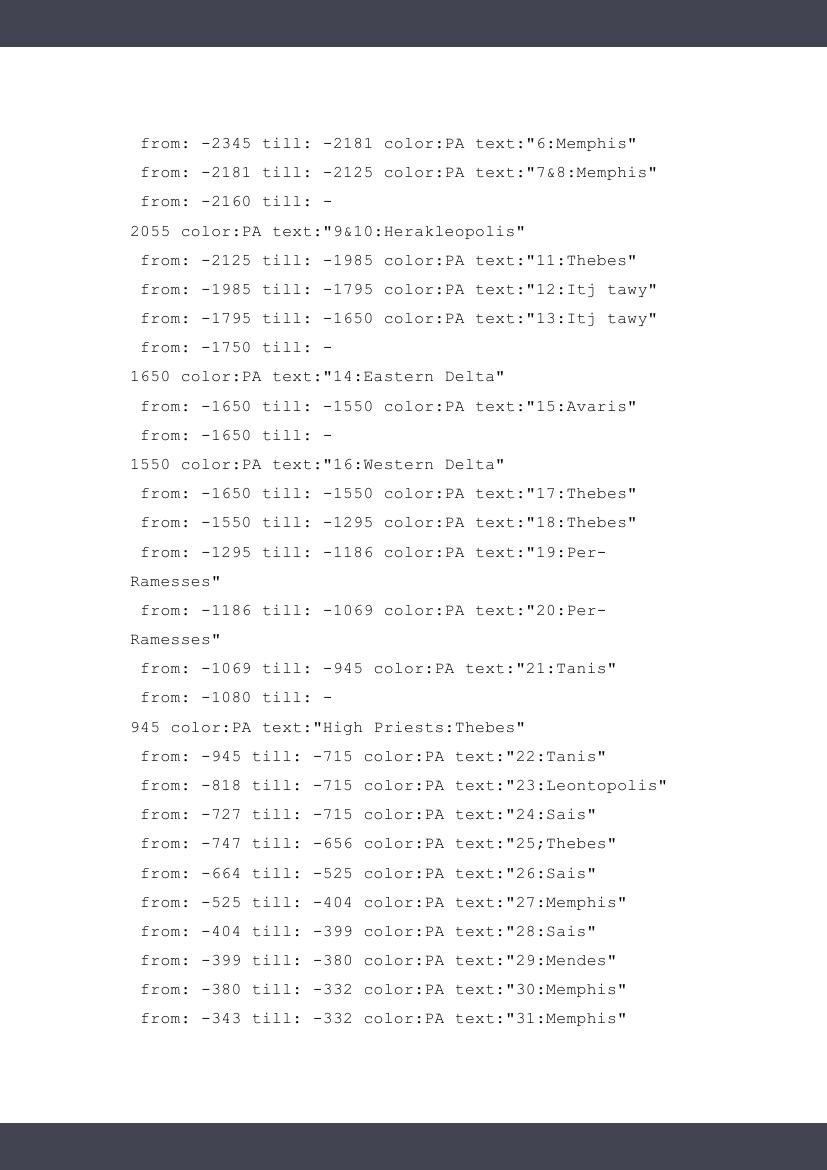 from: -2345 till: -2181 color:PA text:"6:Memphis"
from: -2181 till: -2125 color:PA text:"7&8:Memphis"
from: -2160 till: -
2055 color:PA text:"9&10:Herakleopolis"
from: -2125 till: -1985 color:PA text:"11:Thebes"
from: -1985 till: -1795 color:PA text:"12:Itj tawy"
from: -1795 till: -1650 color:PA text:"13:Itj tawy"
from: -1750 till: -
1650 color:PA text:"14:Eastern Delta"
from: -1650 till: -1550 color:PA text:"15:Avaris"
from: -1650 till: -
1550 color:PA text:"16:Western Delta"
from: -1650 till: -1550 color:PA text:"17:Thebes"
from: -1550 till: -1295 color:PA text:"18:Thebes"
from: -1295 till: -1186 color:PA text:"19:Per-
Ramesses"
from: -1186 till: -1069 color:PA text:"20:Per-
Ramesses"
from: -1069 till: -945 color:PA text:"21:Tanis"
from: -1080 till: -
945 color:PA text:"High Priests:Thebes"
from: -945 till: -715 color:PA text:"22:Tanis"
from: -818 till: -715 color:PA text:"23:Leontopolis"
from: -727 till: -715 color:PA text:"24:Sais"
from: -747 till: -656 color:PA text:"25;Thebes"
from: -664 till: -525 color:PA text:"26:Sais"
from: -525 till: -404 color:PA text:"27:Memphis"
from: -404 till: -399 color:PA text:"28:Sais"
from: -399 till: -380 color:PA text:"29:Mendes"
from: -380 till: -332 color:PA text:"30:Memphis"
from: -343 till: -332 color:PA text:"31:Memphis"